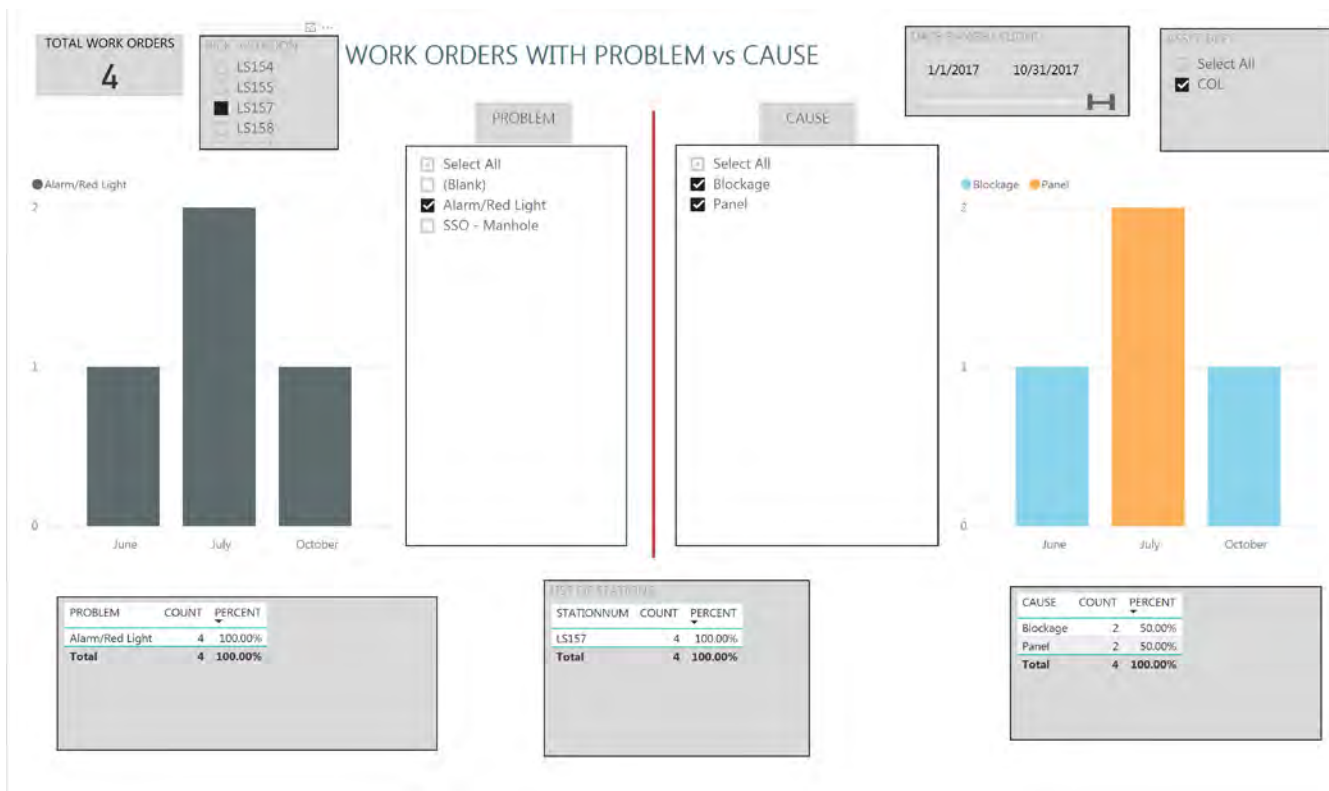 TOTAL WORK ORDERS
4
LS154
LS155
LS157
LS158
WORK ORDERS WITH PROBLEM vs CAUSE
1/1/2017 10/31/2017
Select All
COL
PROBLEM
Select All
(Blank)
Alarm/Red Light
SSO - Manhole
CAUSE
Select All
Blockage
Panel
Alarm/Red Light
2
1
0
June July October
Blockage Panel
2
1
0
June July October
PROBLEM COUNT PERCENT
Alarm/Red Light 4 100.00%
Total 4 100.00%
LIST OF STATIONS
STATIONNUM COUNT PERCENT
LS157 4 100.00%
Total 4 100.00%
CAUSE COUNT PERCENT
Blockage 2 50.00%
Panel 2 50.00%
Total 4 100.00%